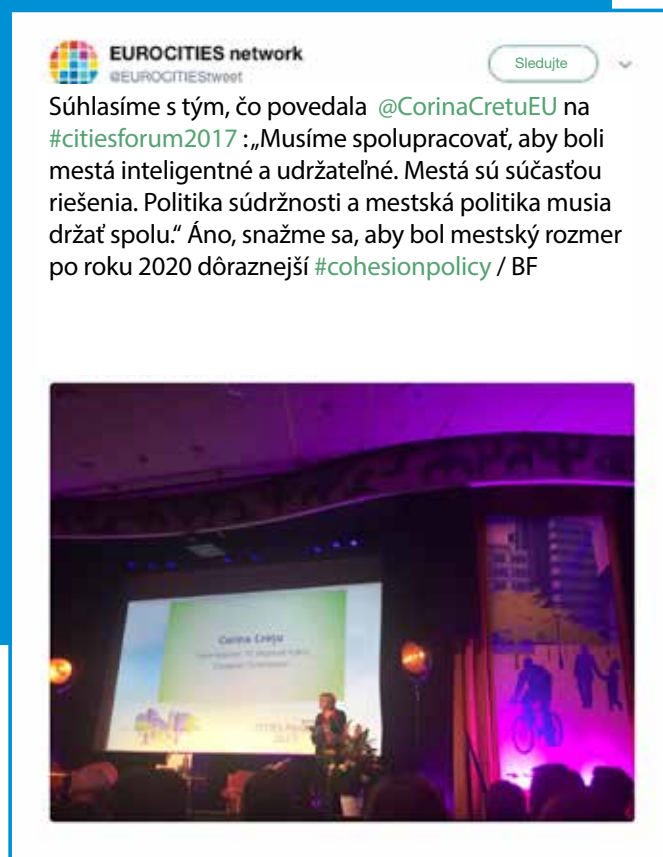 EUROCITIES network
@EUROCITIEStweet
Sledujte
Súhlasíme s tým, čo povedala @CorinaCretuEU na
#citiesforum2017 : „Musíme spolupracovať, aby boli
mestá inteligentné a udržateľné. Mestá sú súčasťou
riešenia. Politika súdržnosti a mestská politika musia
držať spolu.“ Áno, snažme sa, aby bol mestský rozmer
po roku 2020 dôraznejší #cohesionpolicy / BF
Corina Crețu